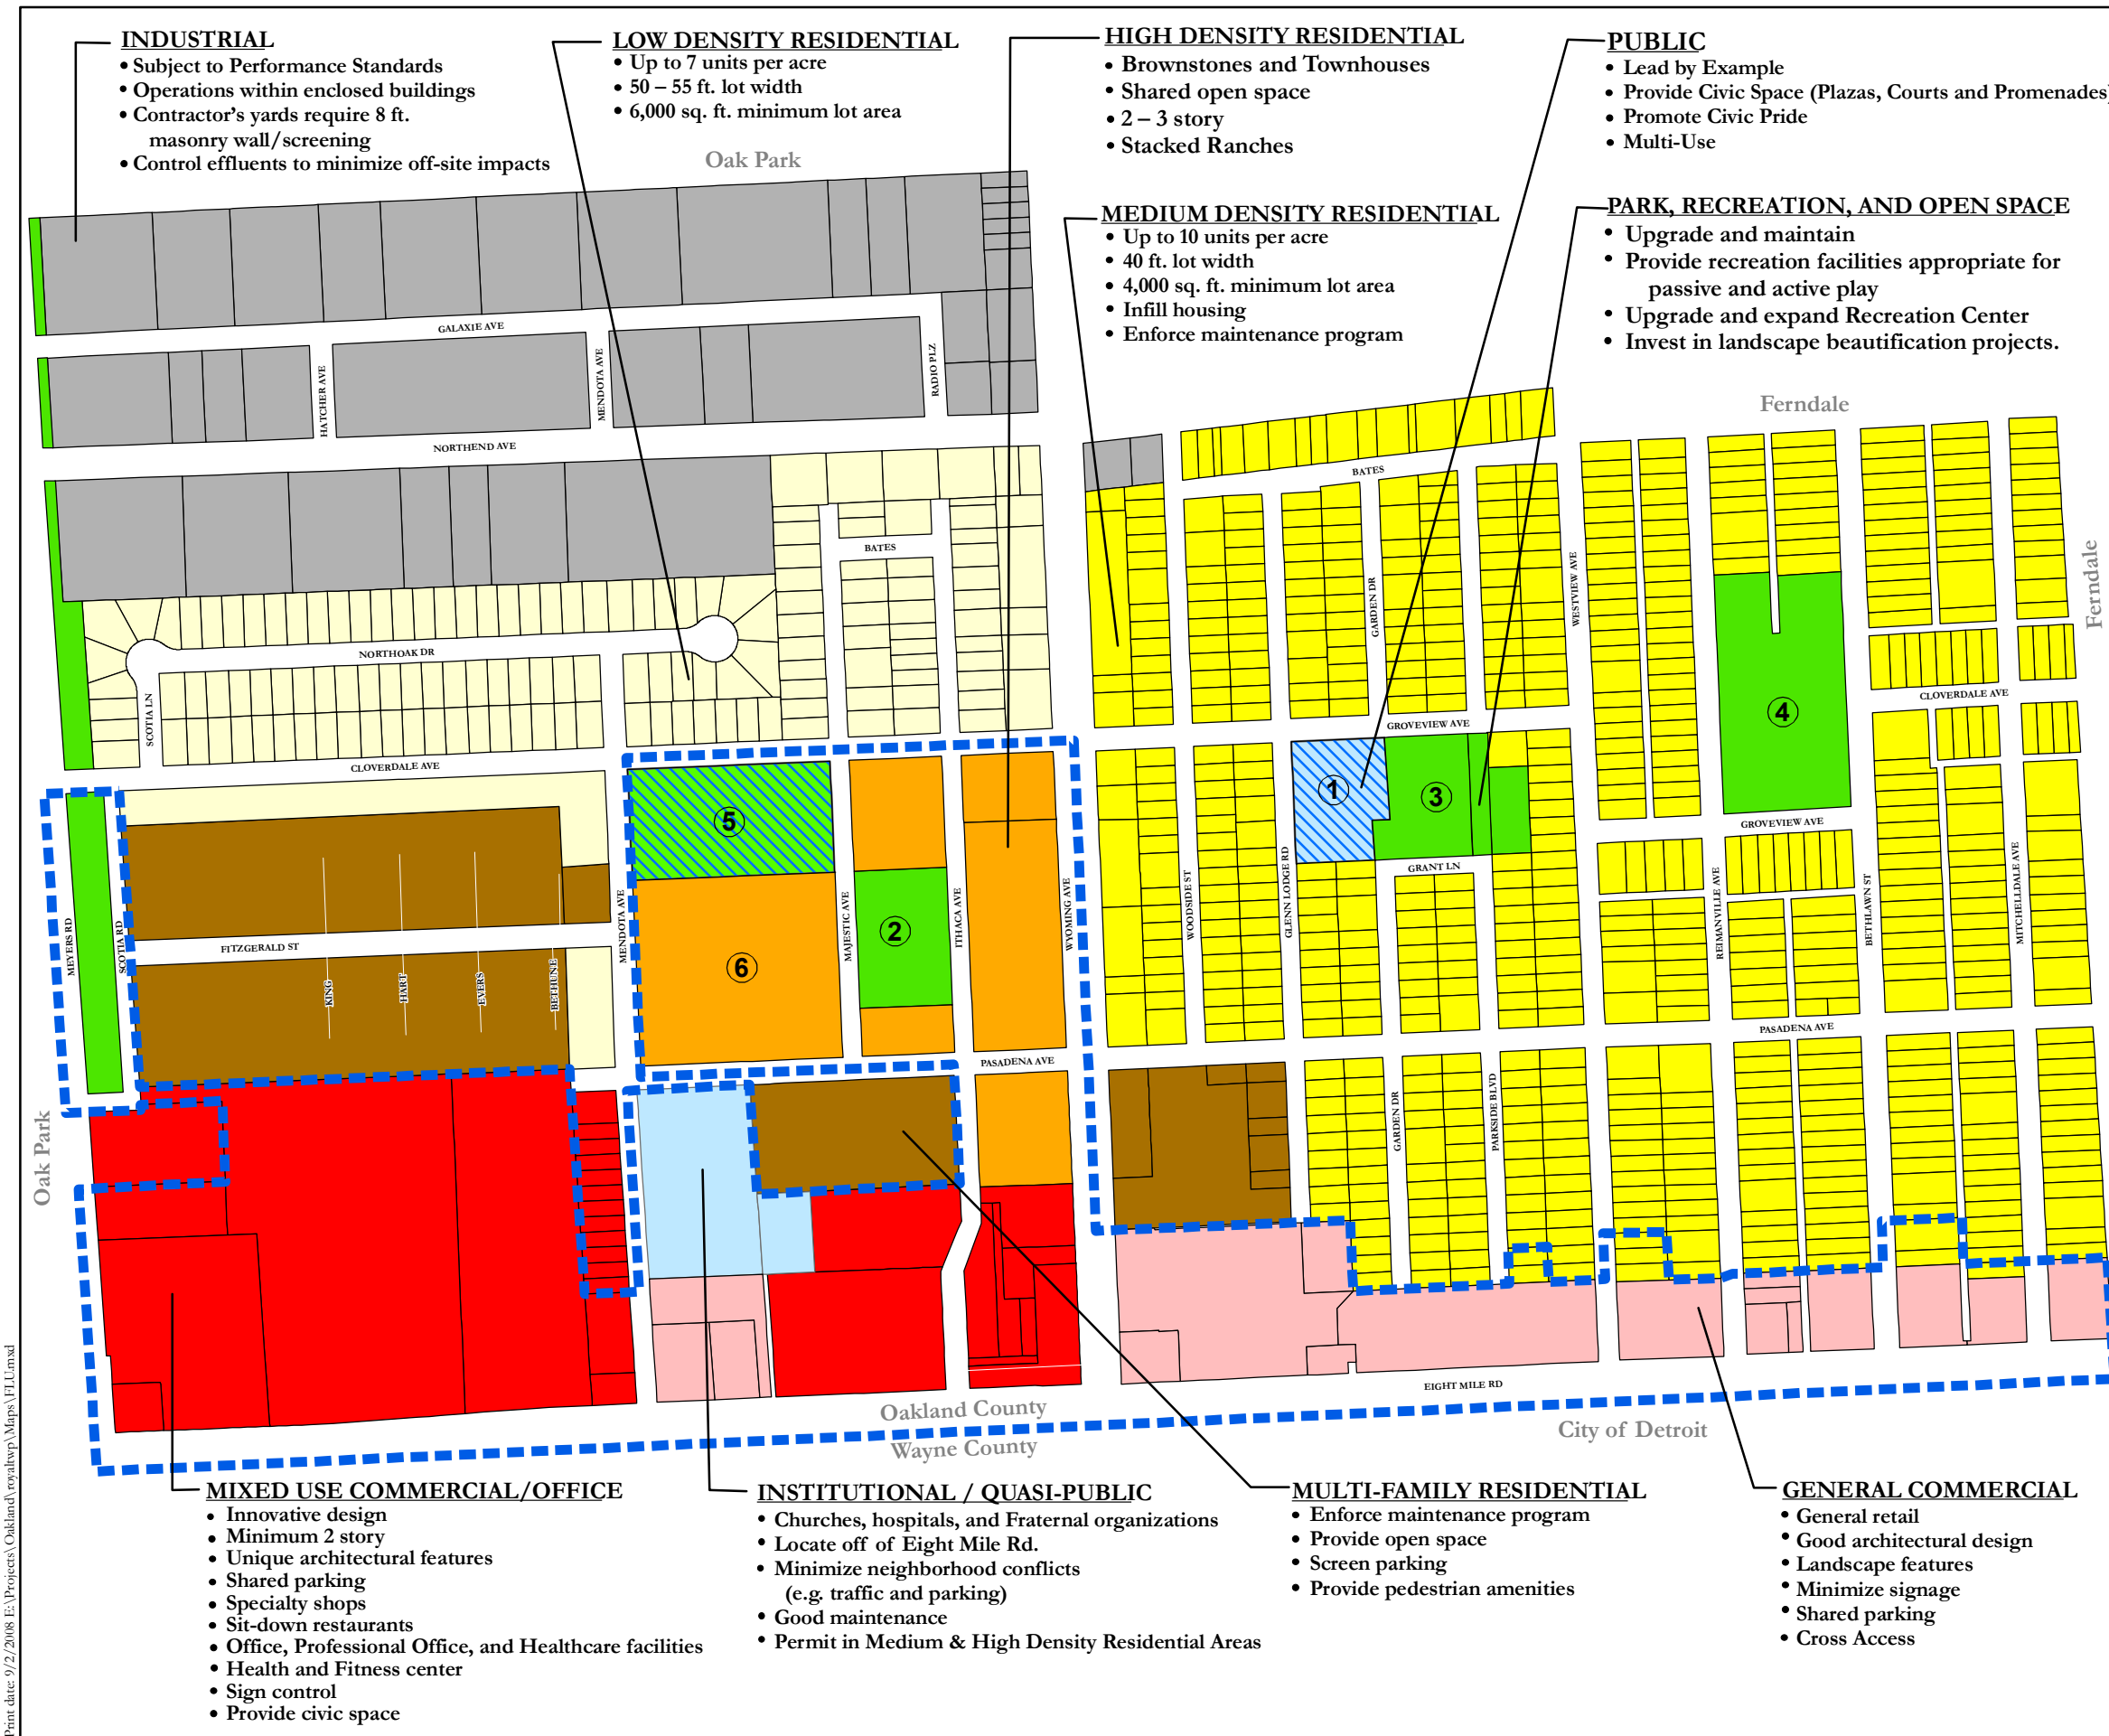 INDUSTRIAL
• Subject to Performance Standards
• Operations within enclosed buildings
• Contractor's yards require 8 ft.
masonry wall/screening
• Control effluents to minimize off-site impacts
LOW DENSITY RESIDENTIAL
• Up to 7 units per acre
• 50 – 55 ft. lot width
• 6,000 sq. ft. minimum lot area
HIGH DENSITY RESIDENTIAL
• Brownstones and Townhouses
• Shared open space
• 2 – 3 story
• Stacked Ranches
PUBLIC
• Lead by Example
• Provide Civic Space (Plazas, Courts and Promenades)
• Promote Civic Pride
• Multi-Use
MEDIUM DENSITY RESIDENTIAL
• Up to 10 units per acre
• 40 ft. lot width
• 4,000 sq. ft. minimum lot area
• Infill housing
• Enforce maintenance program
PARK, RECREATION, AND OPEN SPACE
• Upgrade and maintain
• Provide recreation facilities appropriate for
passive and active play
• Upgrade and expand Recreation Center
• Invest in landscape beautification projects.
Oak Park
Ferndale
Ferndale
GALAXIE AVE
HATCHER AVE
MENDOTA AVE
RADIO PLZ
NORTHEND AVE
BATES
BATES
GARDEN DR
WESTVIEW AVE
NORTHOAK DR
SCOTIA LN
CLOVERDALE AVE
CLOVERDALE AVE
GROVEVIEW AVE
4
1
3
5
GROVEVIEW AVE
GRANT LN
MEYERS RD
SCOTIA RD
FITZGERALD ST
KING
HART
EVERS
BETHUNE
MENDOTA AVE
MAJESTIC AVE
2
ITHACA AVE
WYOMING AVE
6
WOODSIDE ST
GLENN LODGE RD
REIMANVILLE AVE
BETHLAWN ST
MITCHELLDALE AVE
PASADENA AVE
PASADENA AVE
GARDEN DR
PARKSIDE BLVD
Oak Park
EIGHT MILE RD
Oakland County
Wayne County
City of Detroit
MIXED USE COMMERCIAL/OFFICE
• Innovative design
• Minimum 2 story
• Unique architectural features
• Shared parking
• Specialty shops
• Sit-down restaurants
• Office, Professional Office, and Healthcare facilities
• Health and Fitness center
• Sign control
• Provide civic space
INSTITUTIONAL / QUASI-PUBLIC
• Churches, hospitals, and Fraternal organizations
• Locate off of Eight Mile Rd.
• Minimize neighborhood conflicts
(e.g. traffic and parking)
• Good maintenance
• Permit in Medium & High Density Residential Areas
MULTI-FAMILY RESIDENTIAL
• Enforce maintenance program
• Provide open space
• Screen parking
• Provide pedestrian amenities
GENERAL COMMERCIAL
• General retail
• Good architectural design
• Landscape features
• Minimize signage
• Shared parking
• Cross Access
Print date: 9/2/2008 E:\Projects\Oakland\royaltwp\Maps\FLU.mxd